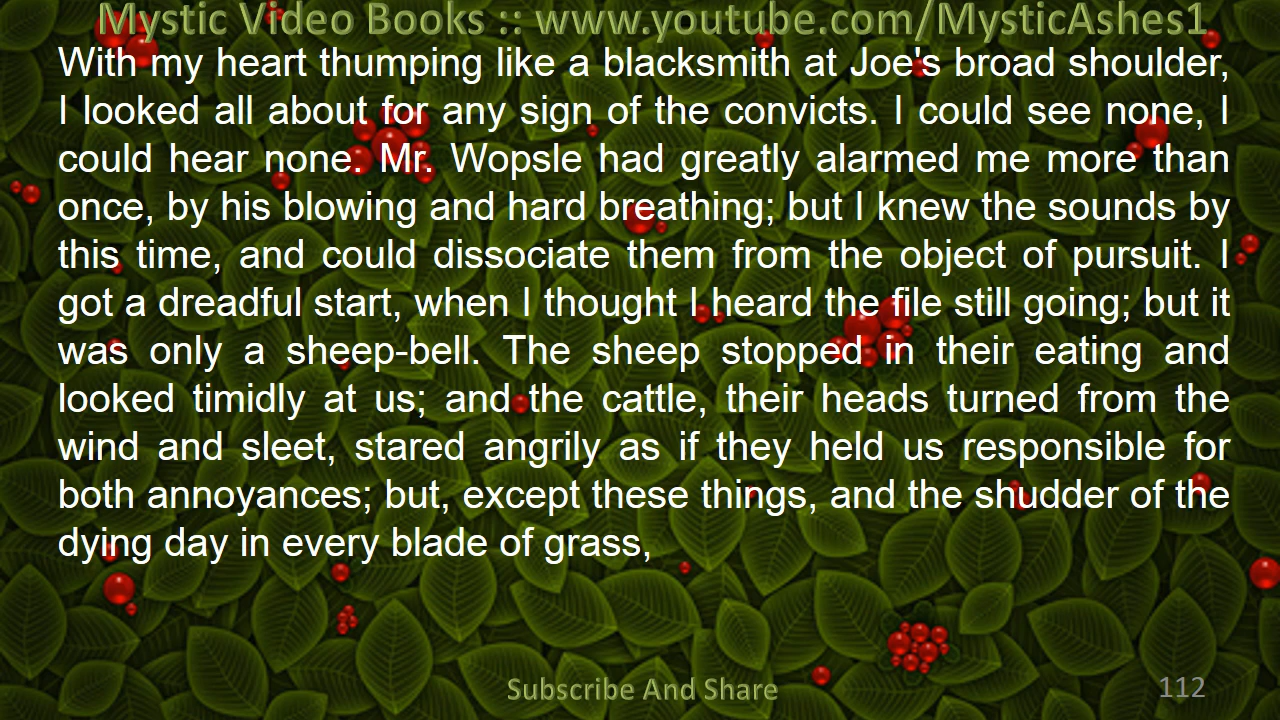 Mystic Video Books :: www.youtube.com/MysticAshes1
With my heart thumping like a blacksmith at Joe's broad shoulder,
I looked all about for any sign of the convicts. I could see none, I
could hear none. Mr. Wopsle had greatly alarmed me more than
once, by his blowing and hard breathing; but I knew the sounds by
this time, and could dissociate them from the object of pursuit. I
got a dreadful start, when I thought I heard the file still going; but it
was only a sheep-bell. The sheep stopped in their eating and
looked timidly at us; and the cattle, their heads turned from the
wind and sleet, stared angrily as if they held us responsible for
both annoyances; but, except these things, and the shudder of the
dying day in every blade of grass,
Subscribe And Share
112